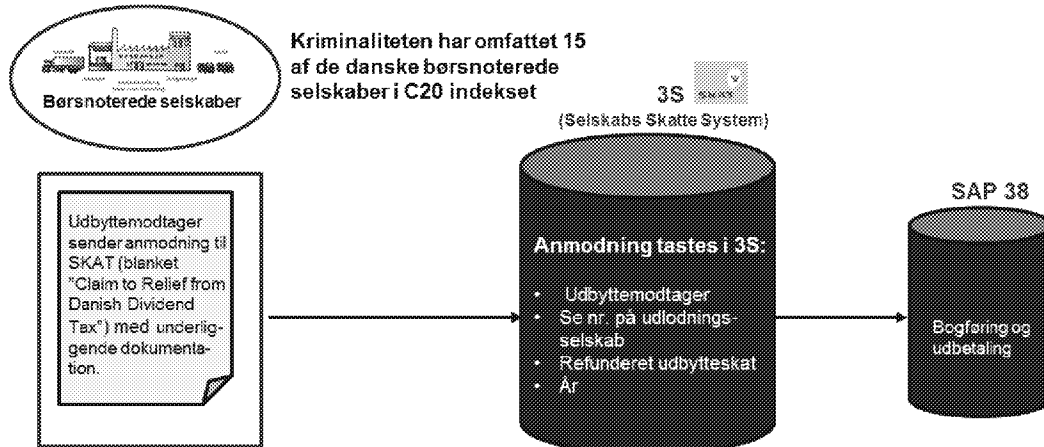 Børsnoterede selskaber
Kriminaliteten har omfattet 15
af de danske børsnoterede
selskaber i C20 indekset
3S
SKAT
(Selskabs Skatte System)
Udbyttemodtager
sender anmodning til
SKAT (blanket
"Claim to Relief from
Danish Dividend
Tax") med underlig-
gende dokumenta-
tion.
Anmodning tastes i 3S:
• Udbyttemodtager
• Se nr. på udlodnings-
selskab
• Refunderet udbytteskat
• År
SAP 38
Bogføring og
udbetaling